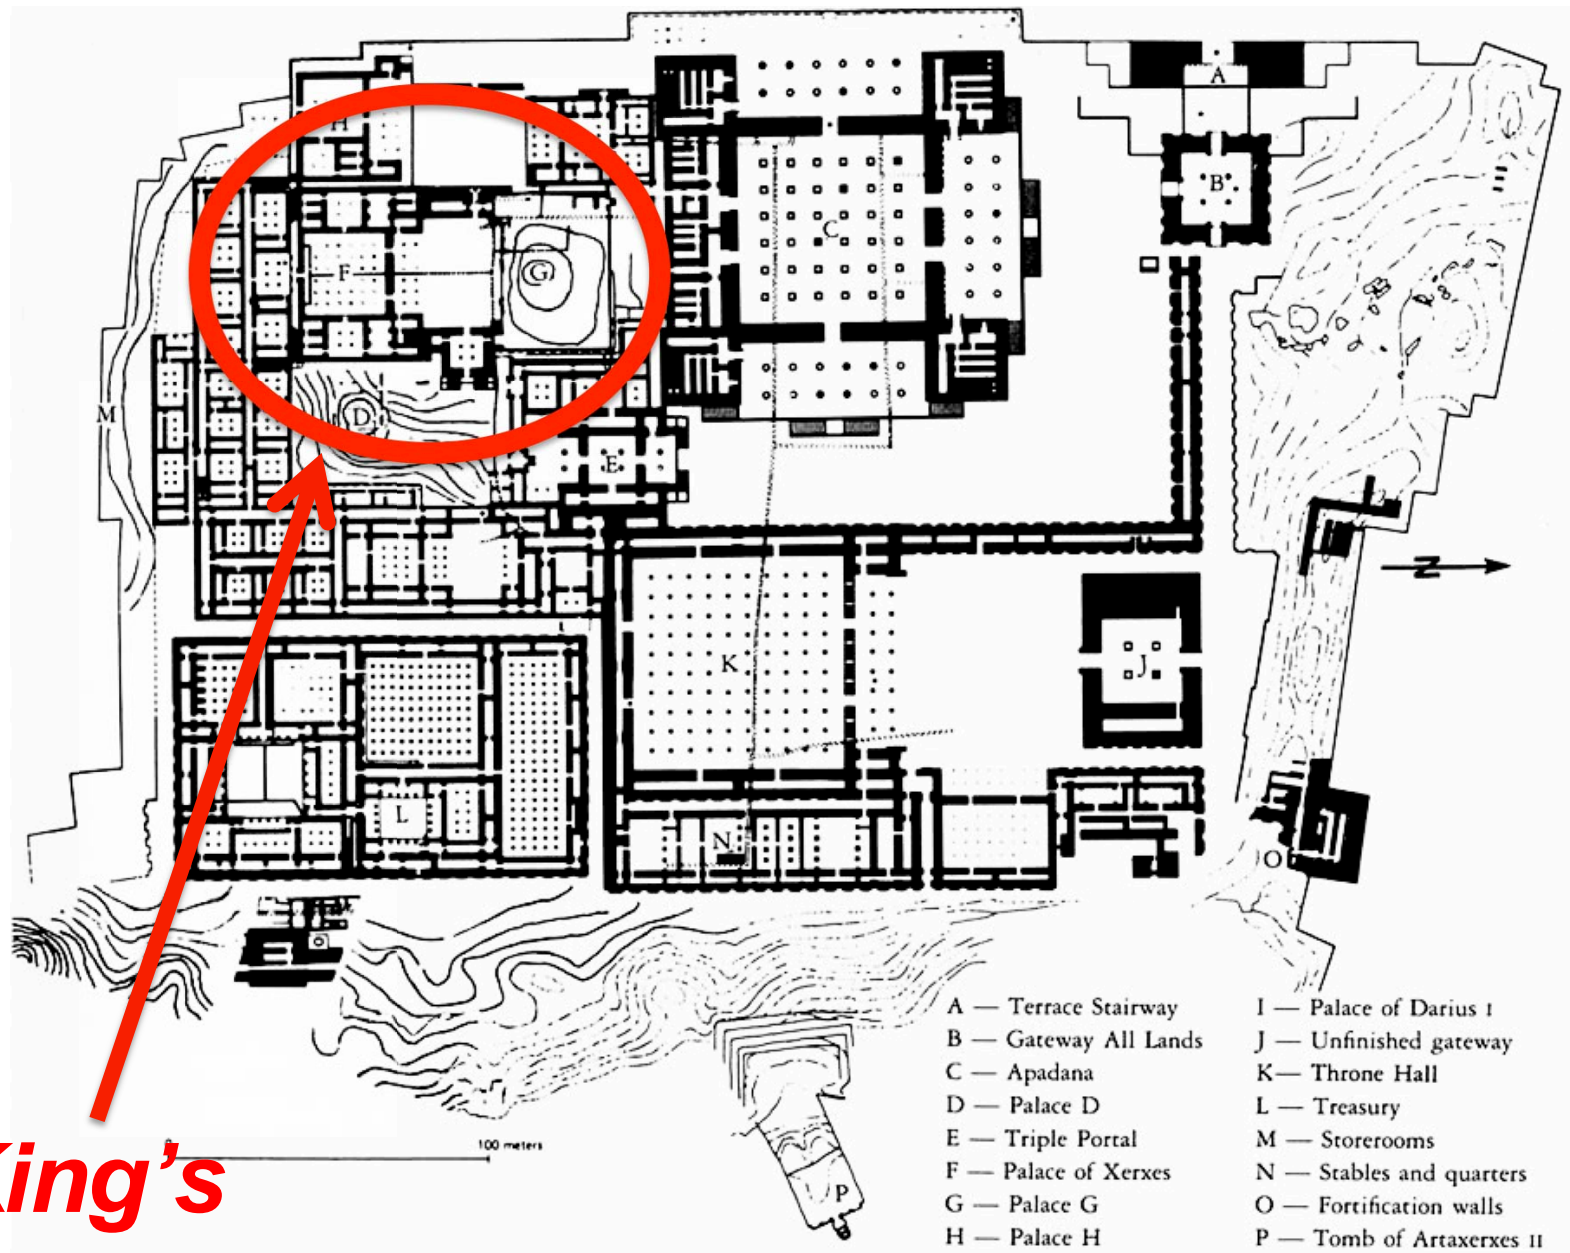 A
H
B
C
F
G
M
D
E
N
K
J
L
N
O
P
0
100 meters
King's
A — Terrace Stairway
B — Gateway All Lands
C — Apadana
D — Palace D
E — Triple Portal
F — Palace of Xerxes
G — Palace G
H — Palace H
I — Palace of Darius I
J — Unfinished gateway
K— Throne Hall
L — Treasury
M — Storerooms
N — Stables and quarters
O — Fortification walls
P — Tomb of Artaxerxes II